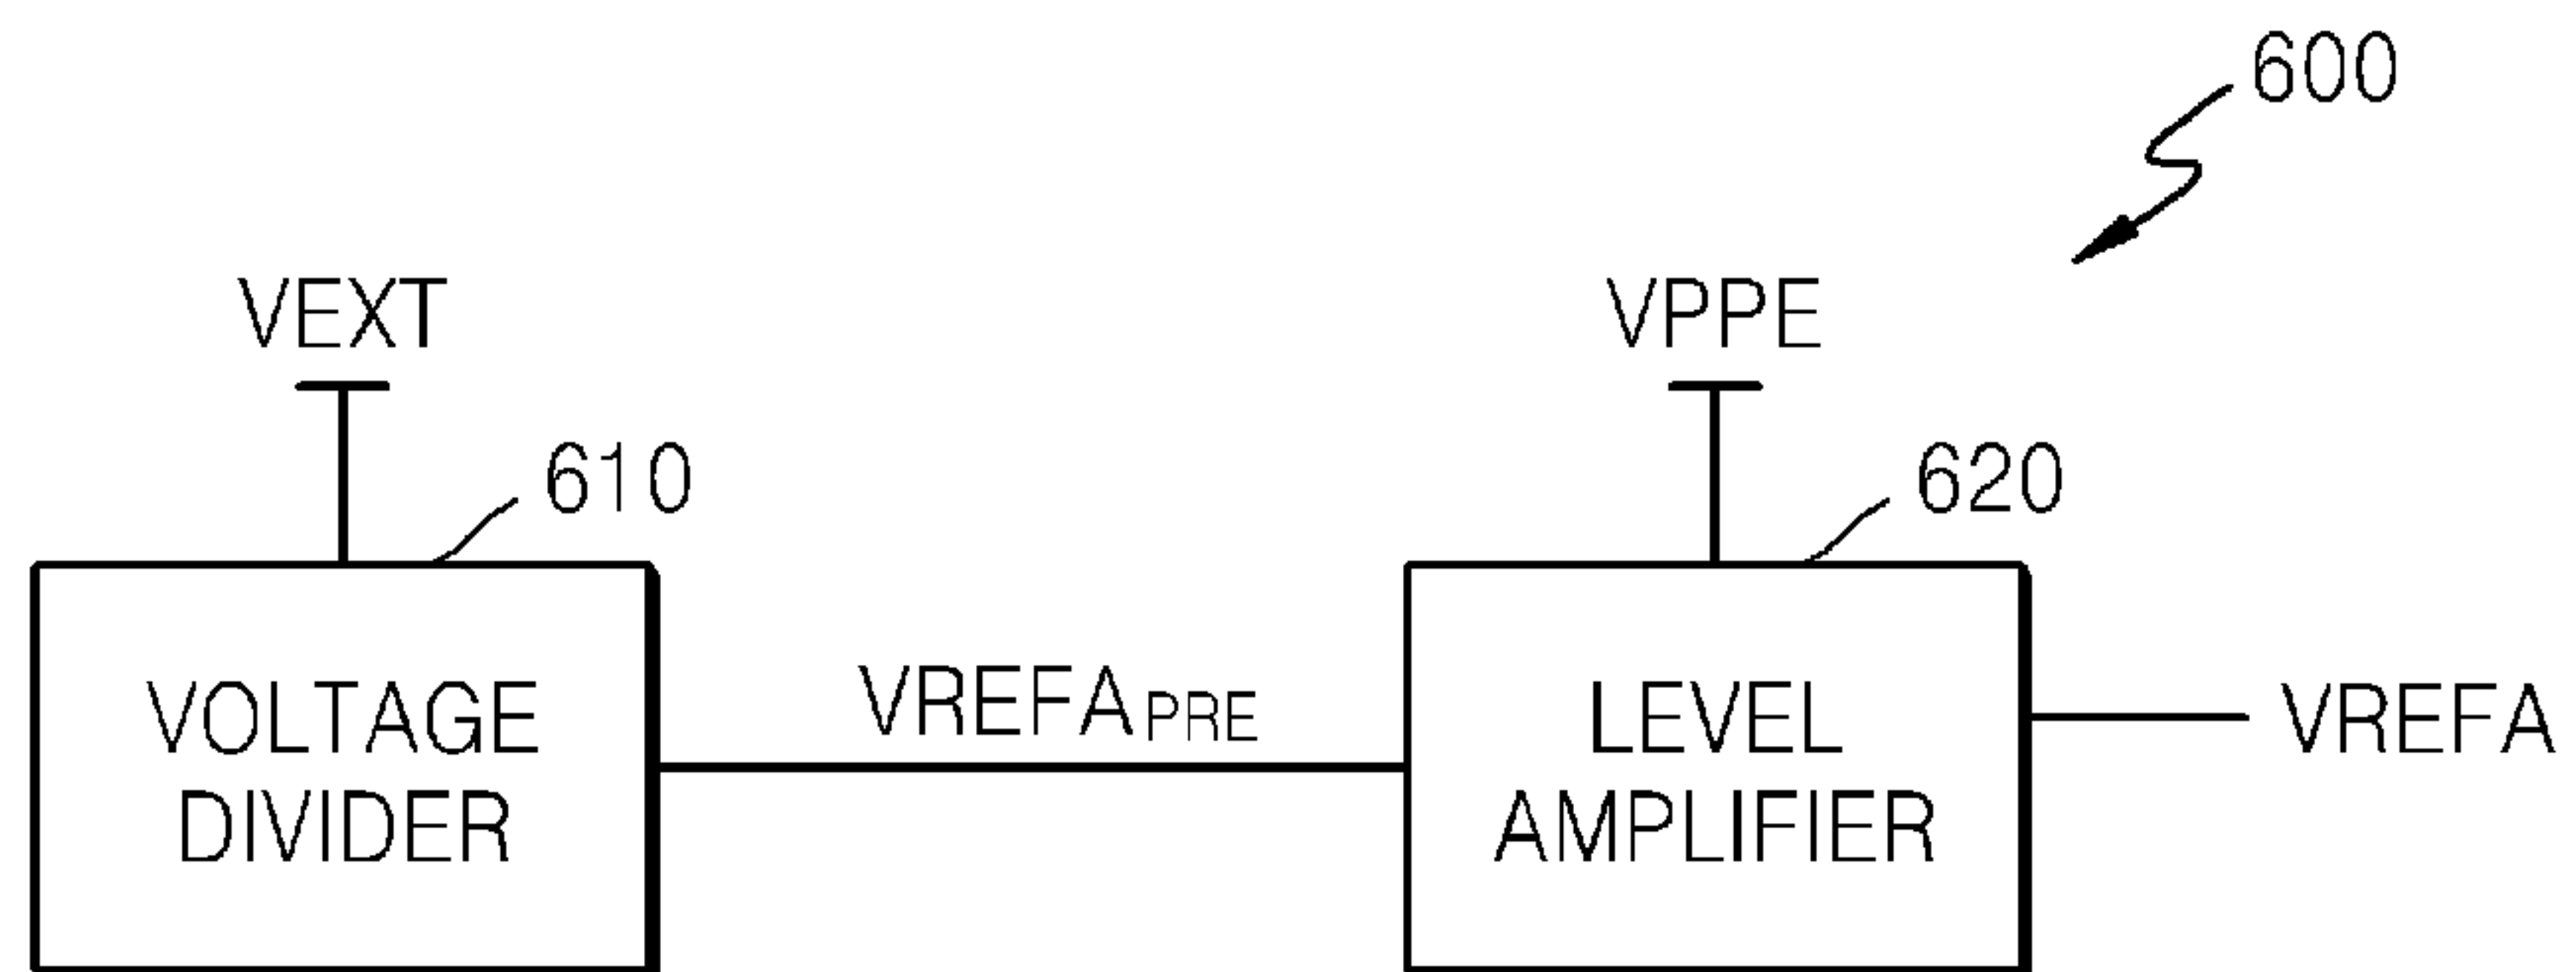 600
VEXT
VPPE
610
620
VOLTAGE
DIVIDER
VREFAPRE
LEVEL
AMPLIFIER
VREFA